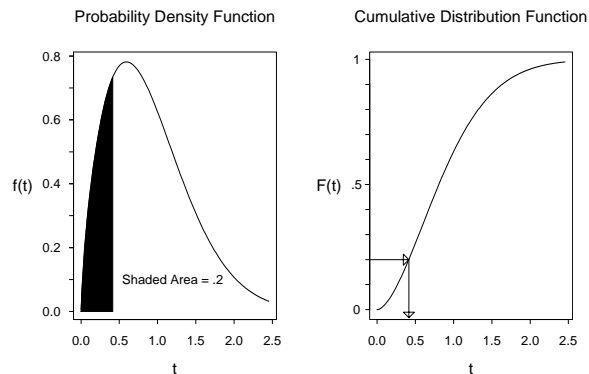 Probability Density Function
0.8
0.6
f(t) 0.4
0.2
0.0
Shaded Area = .2
0.0 0.5 1.0 1.5 2.0 2.5
t
Cumulative Distribution Function
1
F(t) .5
0
0.0 0.5 1.0 1.5 2.0 2.5
t